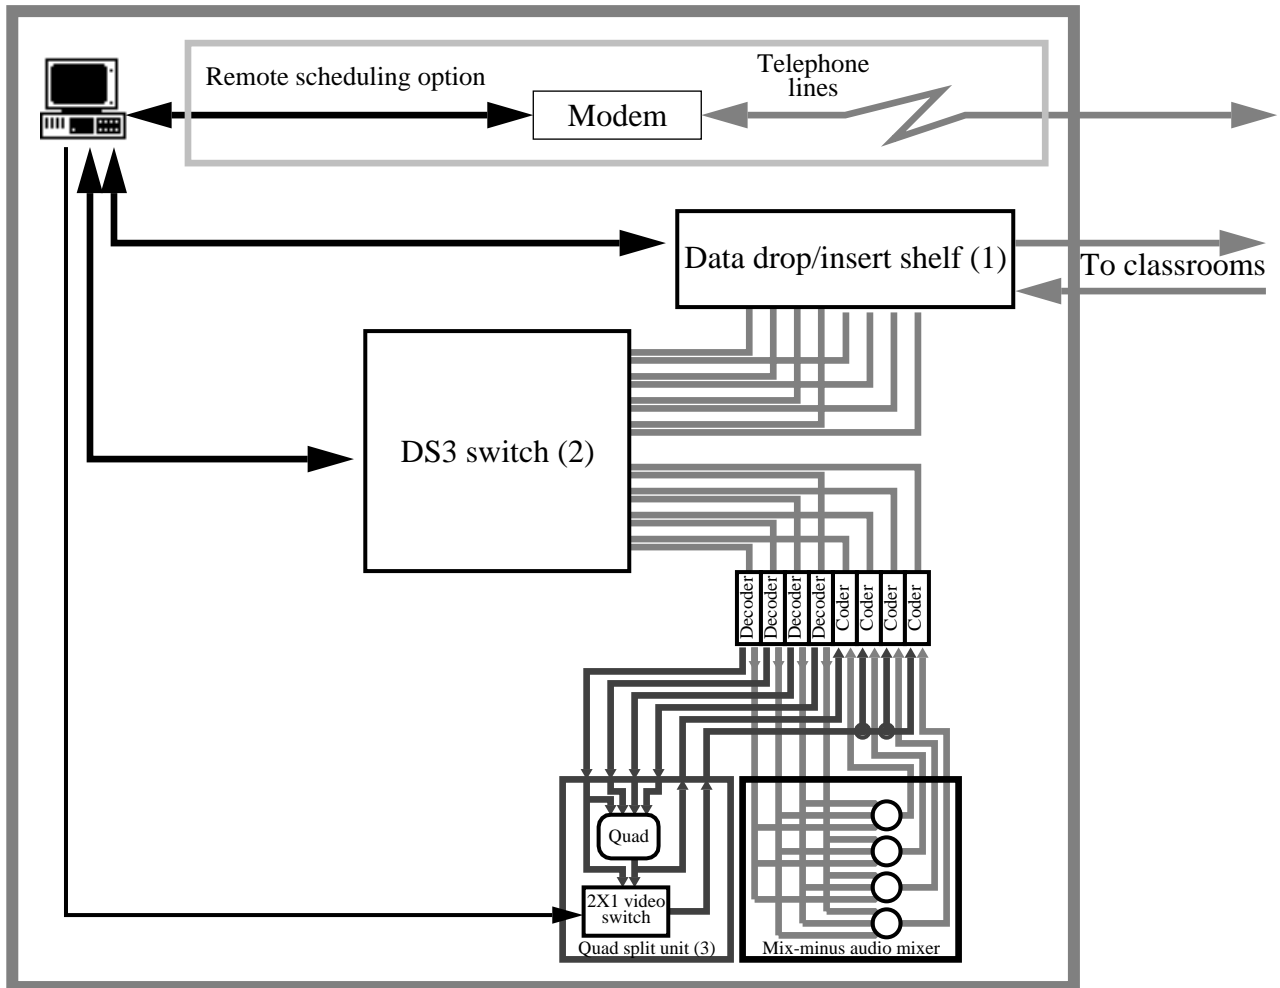 Remote scheduling option
Telephone
lines
Modem
Data drop/insert shelf (1)
To classrooms
DS3 switch (2)
Decoder
Decoder
Decoder
Decoder
Coder
Coder
Coder
Coder
Quad
2X1 video
switch
Quad split unit (3)
Mix-minus audio mixer